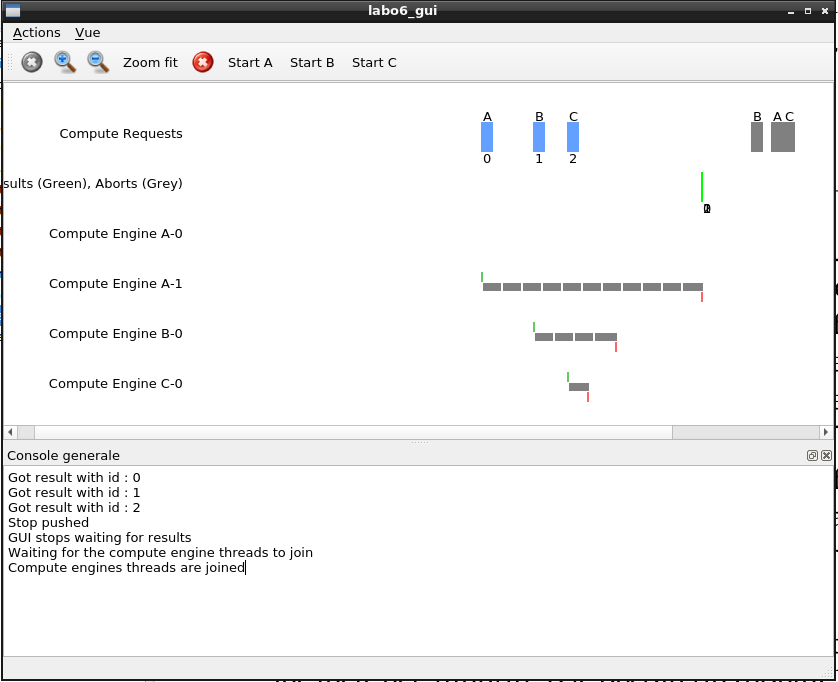 labo6_gui
Actions Vue
Zoom fit Start A Start B Start C
A B C B A C
Compute Requests
0 1 2
sults (Green), Aborts (Grey)
Compute Engine A-0
Compute Engine A-1
Compute Engine B-0
Compute Engine C-0
Console generale
Got result with id : 0
Got result with id : 1
Got result with id : 2
Stop pushed
GUI stops waiting for results
Waiting for the compute engine threads to join
Compute engines threads are joined